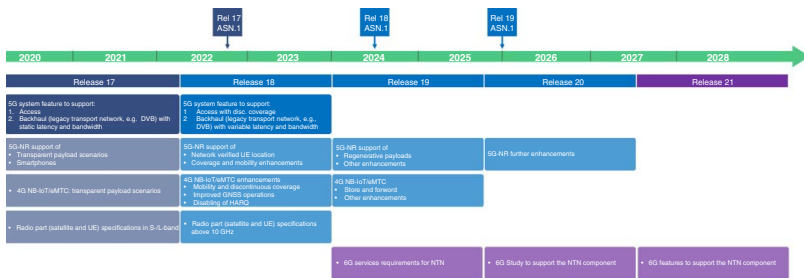 Rel 17
ASN.1
Rel 18
ASN.1
Rel 19
ASN.1
2020 2021 2022 2023 2024 2025 2026 2027 2028
Release 17 Release 18 Release 19 Release 20 Release 21
5G system feature to support:
1. Access
2. Backhaul (legacy transport network, e.g. DVB) with
static latency and bandwidth
5G system feature to support:
1 Access with disc. coverage
2 Backhaul (legacy transport network, e.g.,
DVB) with variable latency and bandwidth
5G-NR support of
• Transparent payload scenarios
• Smartphones
5G-NR support of
• Network verified UE location
• Coverage and mobility enhancements
5G-NR support of
• Regenerative payloads
• Other enhancements
5G-NR further enhancements
• 4G NB-IoT/eMTC: transparent payload scenarios
4G NB-IoT/eMTC enhancements
• Mobility and discontinuous coverage
• Improved GNSS operations
• Disabling of HARQ
4G NB-IoT/eMTC
• Store and forward
• Other enhancements
• Radio part (satellite and UE) specifications in S-/L-band
• Radio part (satellite and UE) specifications
above 10 GHz
• 6G services requirements for NTN
• 6G Study to support the NTN component
• 6G features to support the NTN component